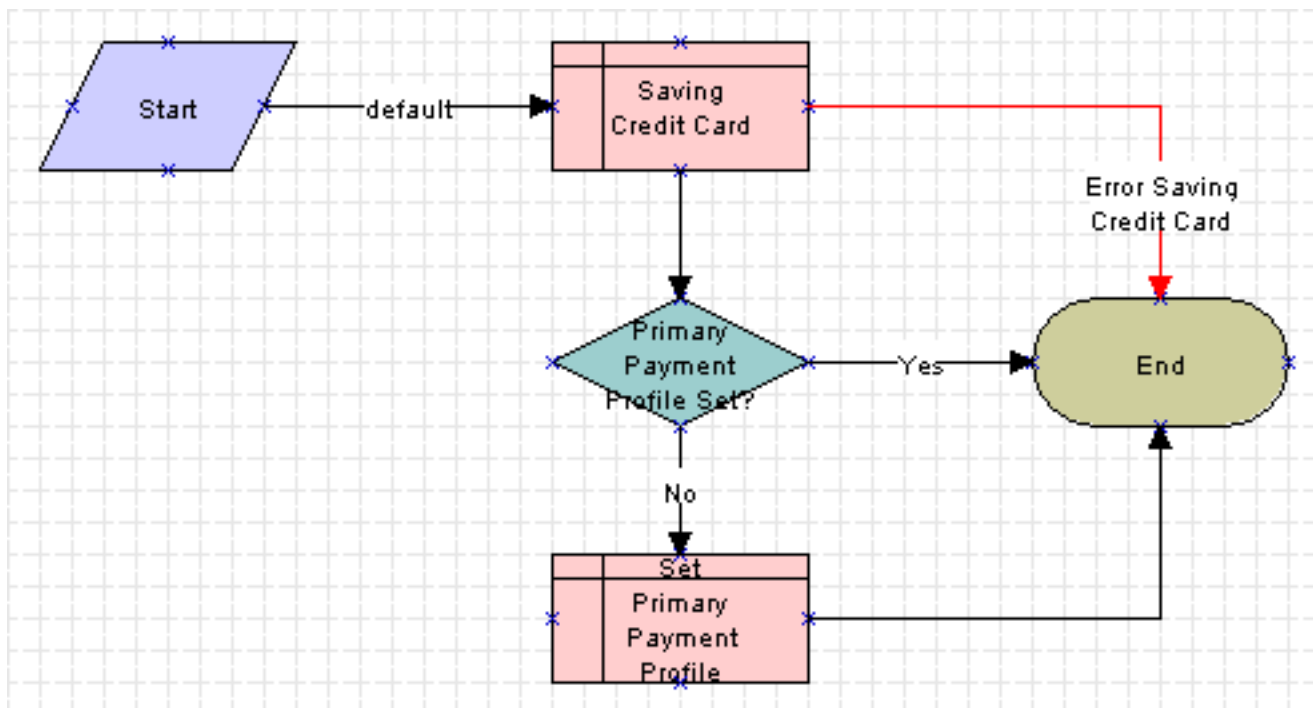 Start
default
Saving
Credit Card
Error Saving
Credit Card
Primary
Payment
Profile Set?
Yes
End
No
Set
Primary
Payment
Profile